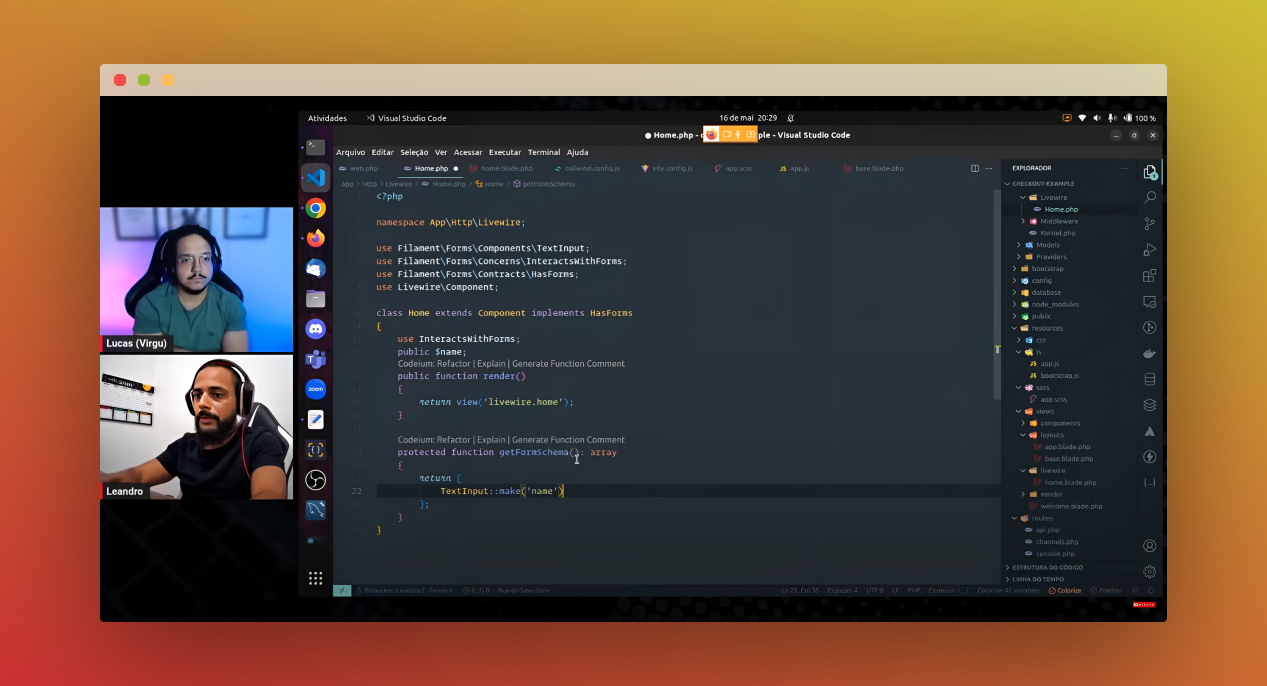 Atividades
Visual Studio Code
16 de mai 20:29
100 %
Home.php -
ple - Visual Studio Code
Arquivo Editar Seleção Ver Acessar Executar Terminal Ajuda
web.php
Home.php
home.blade.php
tailwind.config.js
vite.config.js
app.scss
JS app.js
base.blade.php
app > Http > Livewire > Home.php > Home > getFormSchema
<?php
namespace App\Http\Livewire;
use Filament\Forms\Components\TextInput;
use Filament\Forms\Concerns\InteractsWithForms;
use Filament\Forms\Contracts\HasForms;
use Livewire\Component;
class Home extends Component implements HasForms
{
use InteractsWithForms;
public $name;
Codeium: Refactor | Explain | Generate Function Comment
public function render()
{
return view('livewire.home');
}
Codeium: Refactor | Explain | Generate Function Comment
protected function getFormSchema(): array
{
return [
22
TextInput::make('name')
];
}
}
EXPLORADOR
CHECKOUT-EXAMPLE
Livewire
Home.php
Middleware
Kernel.php
Models
Providers
bootstrap
config
database
node_modules
public
resources
css
js
JS app.js
JS bootstrap.js
sass
app.scss
views
components
layouts
app.blade.php
base.blade.php
livewire
home.blade.php
vendor
welcome.blade.php
routes
api.php
channels.php
console.php
ESTRUTURA DO CÓDIGO
LINHA DO TEMPO
Lucas (Virgu)
Leandro
zoom
Bitbucket: Leandro C. Ferreira
0 0
Run on Save done
Ln 22, Col 36
Espaços: 4
UTF-8
LF
PHP
Codeium: {...}
Colorize: 42 variables
Colorize
Prettier